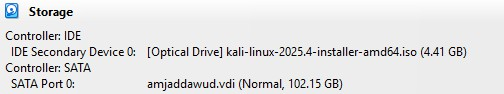 Storage
Controller: IDE
IDE Secondary Device 0: [Optical Drive] kali-linux-2025.4-installer-amd64.iso (4.41 GB)
Controller: SATA
SATA Port 0: amjaddawud.vdi (Normal, 102.15 GB)